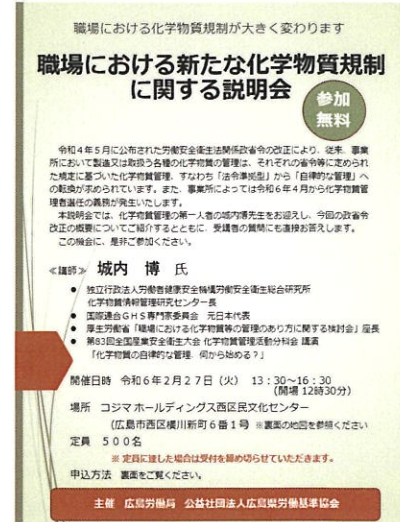 職場における化学物質規制が大きく変わります
職場における新たな化学物質規制
に関する説明会
参加
無料
令和4年5月に公布された労働安全衛生法関係政省令の改正により、従来、事業
所において製造又は取扱う各種の化学物質の管理は、それぞれの省令等に定められ
た規定に基づいた化学物質管理、すなわち「法令準拠型」から「自律的な管理」へ
の転換が求められています。また、事業所によっては令和6年4月から化学物質管
理者選任の義務が発生いたします。
本説明会では、化学物質管理の第一人者の城内博先生をお迎えし、今回の政省令
改正の概要についてご紹介するとともに、受講者の質問にも直接お答えします。
この機会に、是非ご参加ください。
≪講師≫ 城内 博 氏
● 独立行政法人労働者健康安全機構労働安全衛生総合研究所
化学物質情報管理研究センター長
● 国際連合GHS専門家委員会 元日本代表
● 厚生労働省「職場における化学物質等の管理のあり方に関する検討会」座長
● 第83回全国産業安全衛生大会 化学物質管理活動分科会 講演
「化学物質の自律的な管理、何から始める？」
開催日時 令和6年2月27日（火） 13：30～16：30
（開場 12時30分）
場所 コジマホールディングス西区民文化センター
（広島市西区横川新町6番1号 ※裏面の地図を参照ください
定員 500名
※ 定員に達した場合は受付を締め切らせていただきます。
申込方法 裏面をご覧ください。
主催 広島労働局 公益社団法人広島県労働基準協会